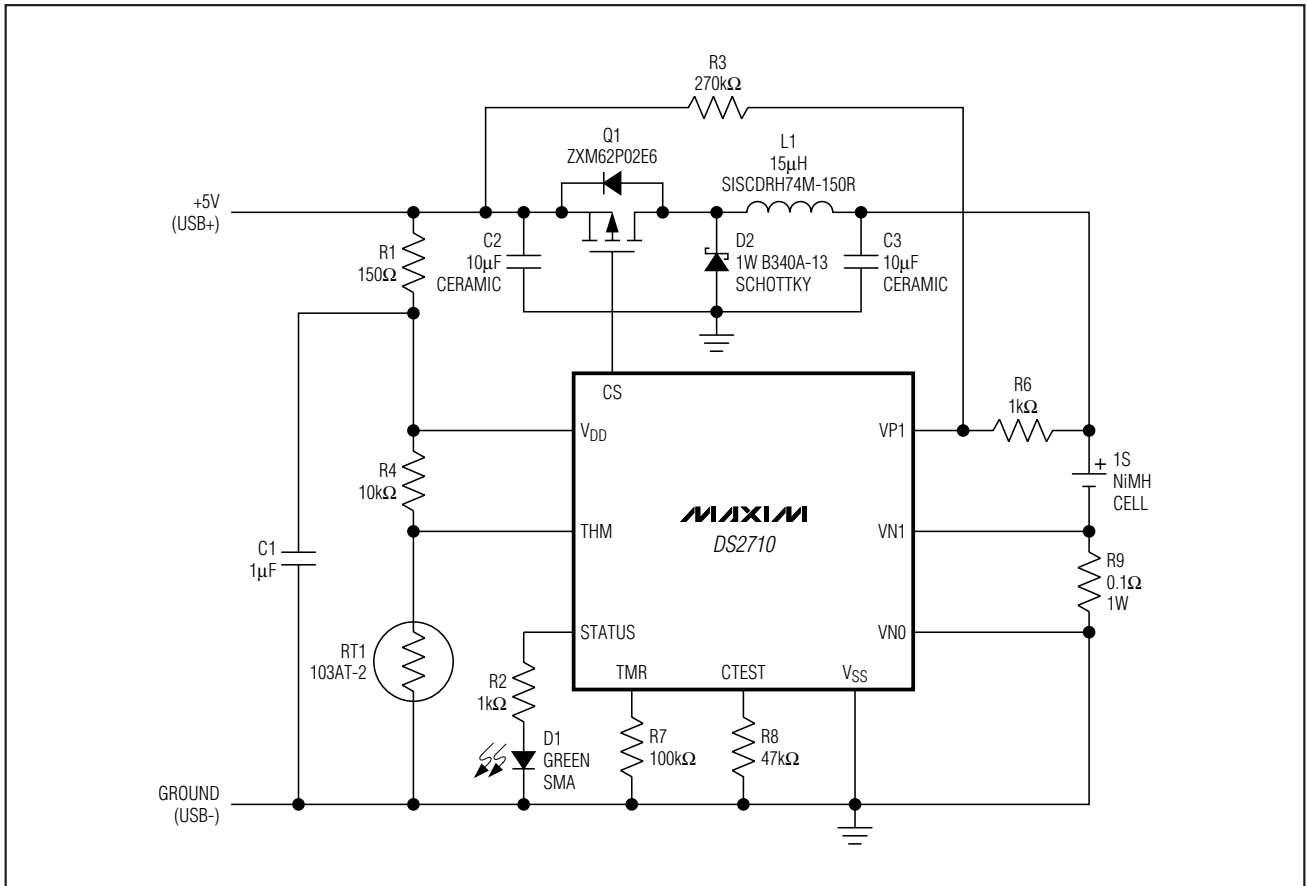 R3
270kΩ
Q1
ZXM62P02E6
L1
15μH
SISCDRH74M-150R
+5V
(USB+)
R1
150Ω
C2
10μF
CERAMIC
D2
1W B340A-13
SCHOTTKY
C3
10μF
CERAMIC
CS
R6
1kΩ
VDD
VP1
R4
10kΩ
+
1S
NiMH
CELL
MAXIM
DS2710
THM
VN1
C1
1μF
R9
0.1Ω
1W
STATUS
VN0
RT1
103AT-2
TMR
CTEST
VSS
R2
1kΩ
D1
GREEN
SMA
R7
100kΩ
R8
47kΩ
GROUND
(USB-)